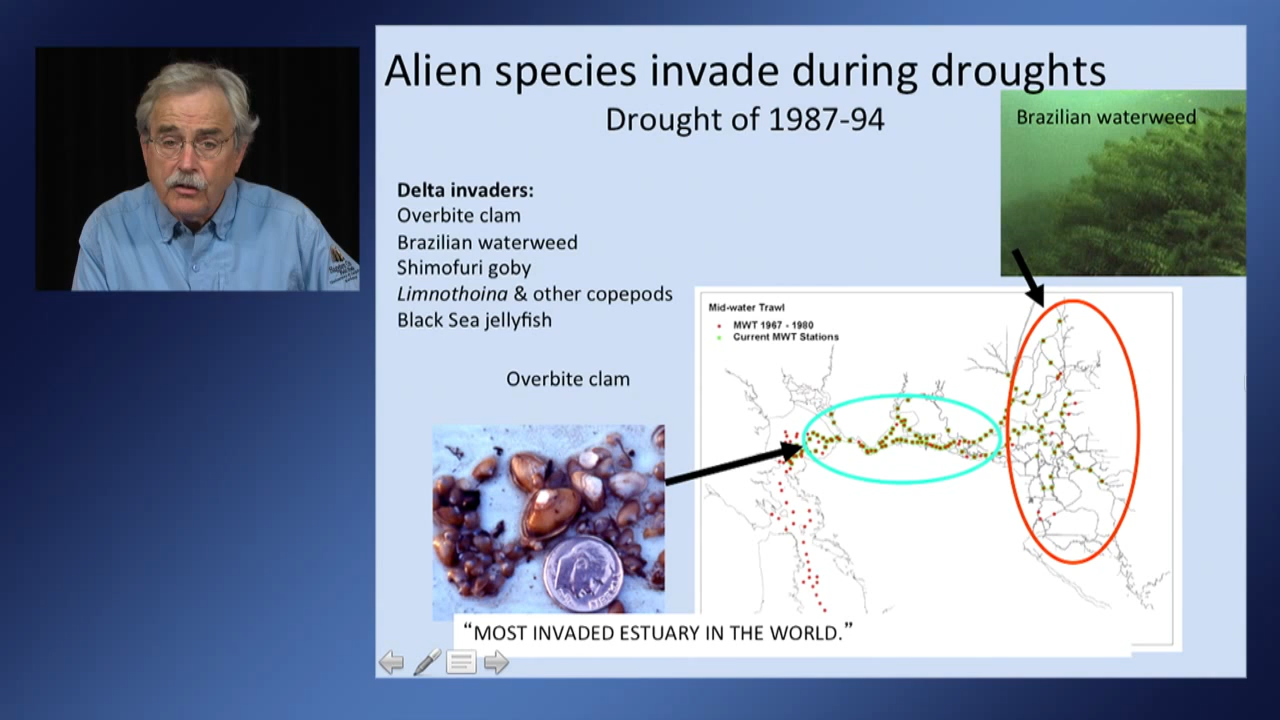 Alien species invade during droughts
Drought of 1987-94
Brazilian waterweed
Delta invaders:
Overbite clam
Brazilian waterweed
Shimofuri goby
Limnothoina & other copepods
Black Sea jellyfish
Overbite clam
Mid-water Trawl
MWT 1967 - 1980
Current MWT Stations
“MOST INVADED ESTUARY IN THE WORLD.”